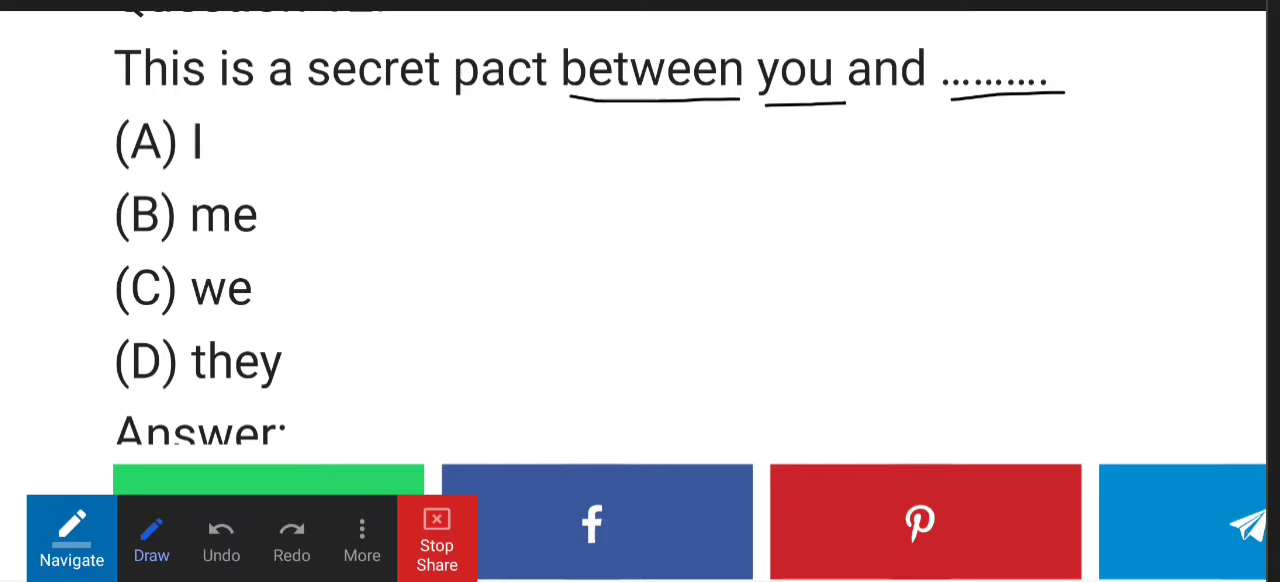 This is a secret pact between you and ..........
(A) I
(B) me
(C) we
(D) they
Answer:
Navigate
Draw
Undo
Redo
More
Stop
Share